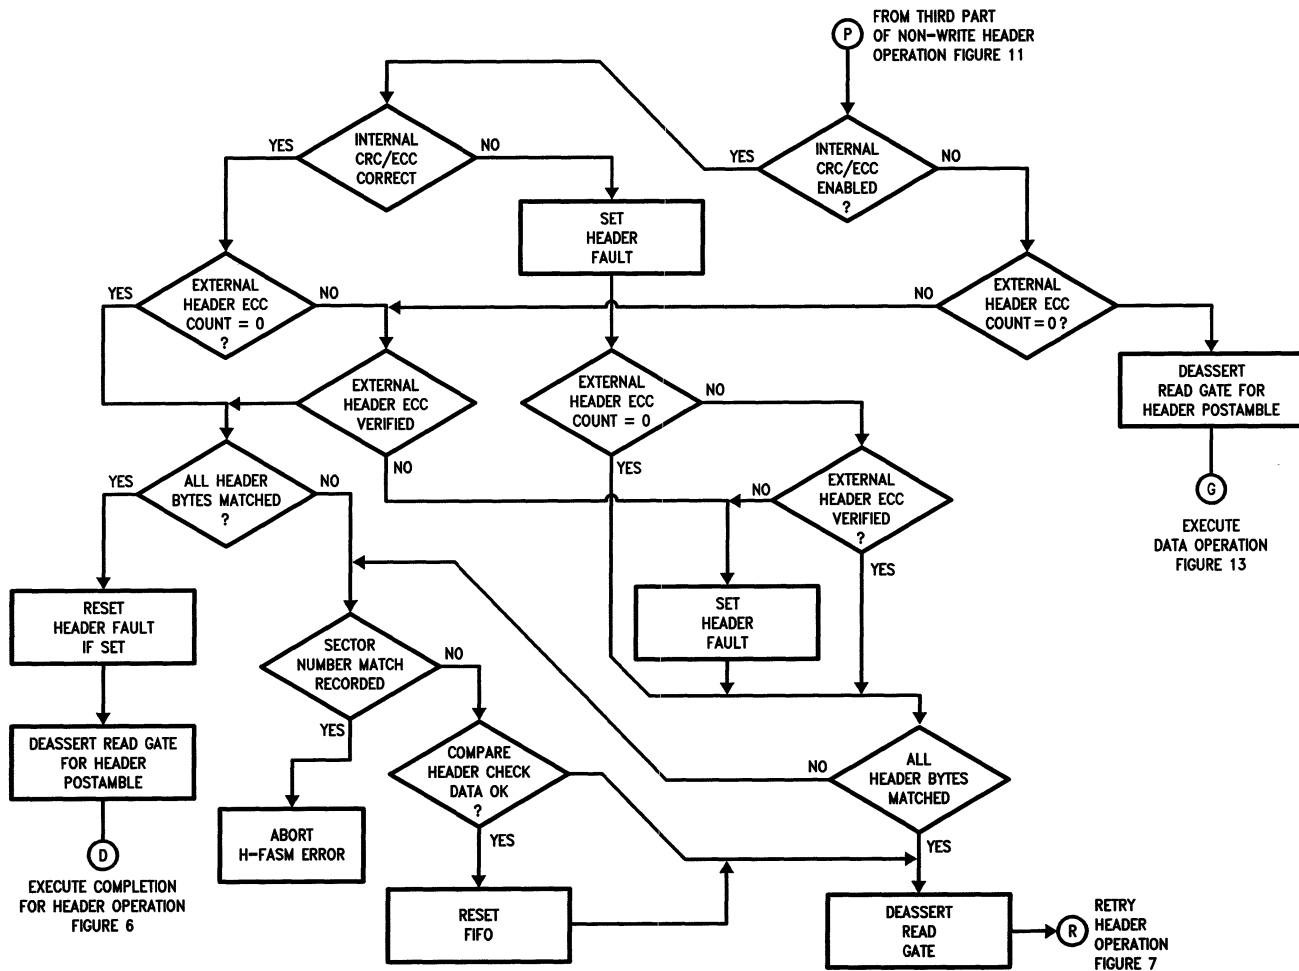 FROM THIRD PART
OF NON-WRITE HEADER
OPERATION FIGURE 11
P
INTERNAL
CRC/ECC
CORRECT
YES
NO
INTERNAL
CRC/ECC
ENABLED
?
YES
NO
SET
HEADER
FAULT
EXTERNAL
HEADER ECC
COUNT = 0
?
YES
NO
EXTERNAL
HEADER ECC
COUNT=0?
NO
DEASSERT
READ GATE FOR
HEADER POSTAMBLE
EXTERNAL
HEADER ECC
VERIFIED
NO
EXTERNAL
HEADER ECC
COUNT = 0
NO
YES
ALL HEADER
BYTES MATCHED
?
YES
NO
EXTERNAL
HEADER ECC
VERIFIED
?
NO
YES
G
EXECUTE
DATA OPERATION
FIGURE 13
RESET
HEADER FAULT
IF SET
SET
HEADER
FAULT
SECTOR
NUMBER MATCH
RECORDED
NO
YES
DEASSERT READ GATE
FOR HEADER
POSTAMBLE
COMPARE
HEADER CHECK
DATA OK
?
YES
ALL
HEADER BYTES
MATCHED
NO
YES
ABORT
H-FASM ERROR
D
EXECUTE COMPLETION
FOR HEADER OPERATION
FIGURE 6
RESET
FIFO
DEASSERT
READ
GATE
R
RETRY
HEADER
OPERATION
FIGURE 7